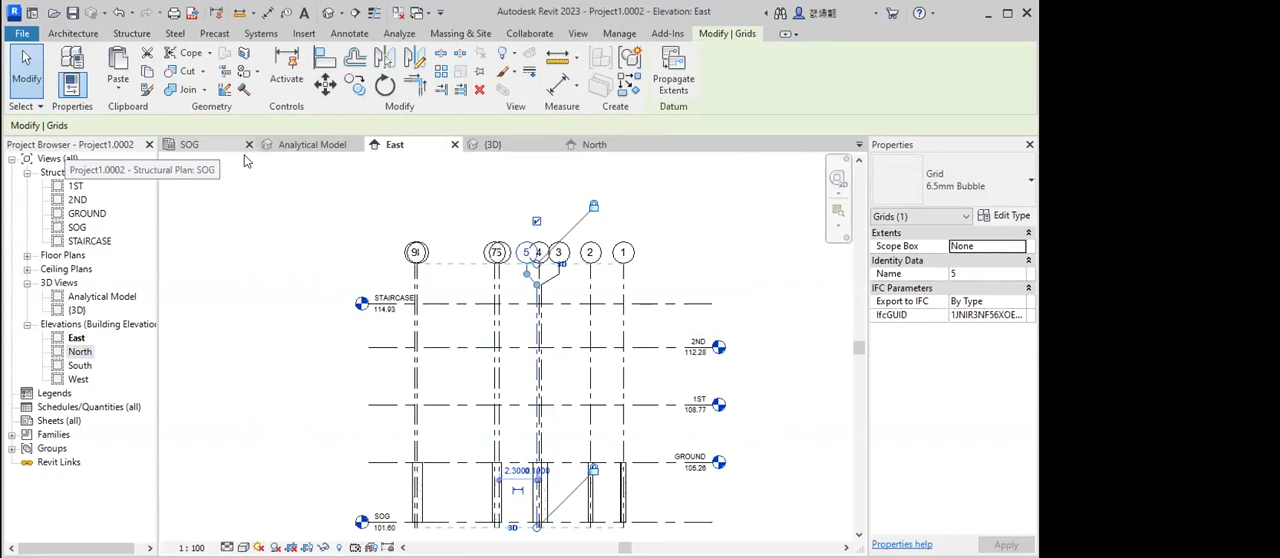 Autodesk Revit 2023 - Project1.0002 - Elevation: East
File Architecture Structure Steel Precast Systems Insert Annotate Analyze Massing & Site Collaborate View Manage Add-Ins Modify | Grids
Modify Paste Cope Cut Join Activate Propagate Extents
Select Properties Clipboard Geometry Controls Modify View Measure Create Datum
Modify | Grids
Project Browser - Project1.0002 SOG Analytical Model East {3D} North Properties
Views (all)
Project1.0002 - Structural Plan: SOG
1ST
2ND
GROUND
SOG
STAIRCASE
Floor Plans
Ceiling Plans
3D Views
Analytical Model
{3D}
Elevations (Building Elevatio
East
North
South
West
Legends
Schedules/Quantities (all)
Sheets (all)
Families
Groups
Revit Links
5 4 3 2 1
3D
STAIRCASE
114.93
2ND
112.28
1ST
108.77
GROUND
105.26
SOG
101.60
3D
1 : 100
Grid
6.5mm Bubble
Grids (1) Edit Type
Extents
Scope Box None
Identity Data
Name 5
IFC Parameters
Export to IFC By Type
IfcGUID 1JNIR3NF56XOE...
Properties help Apply